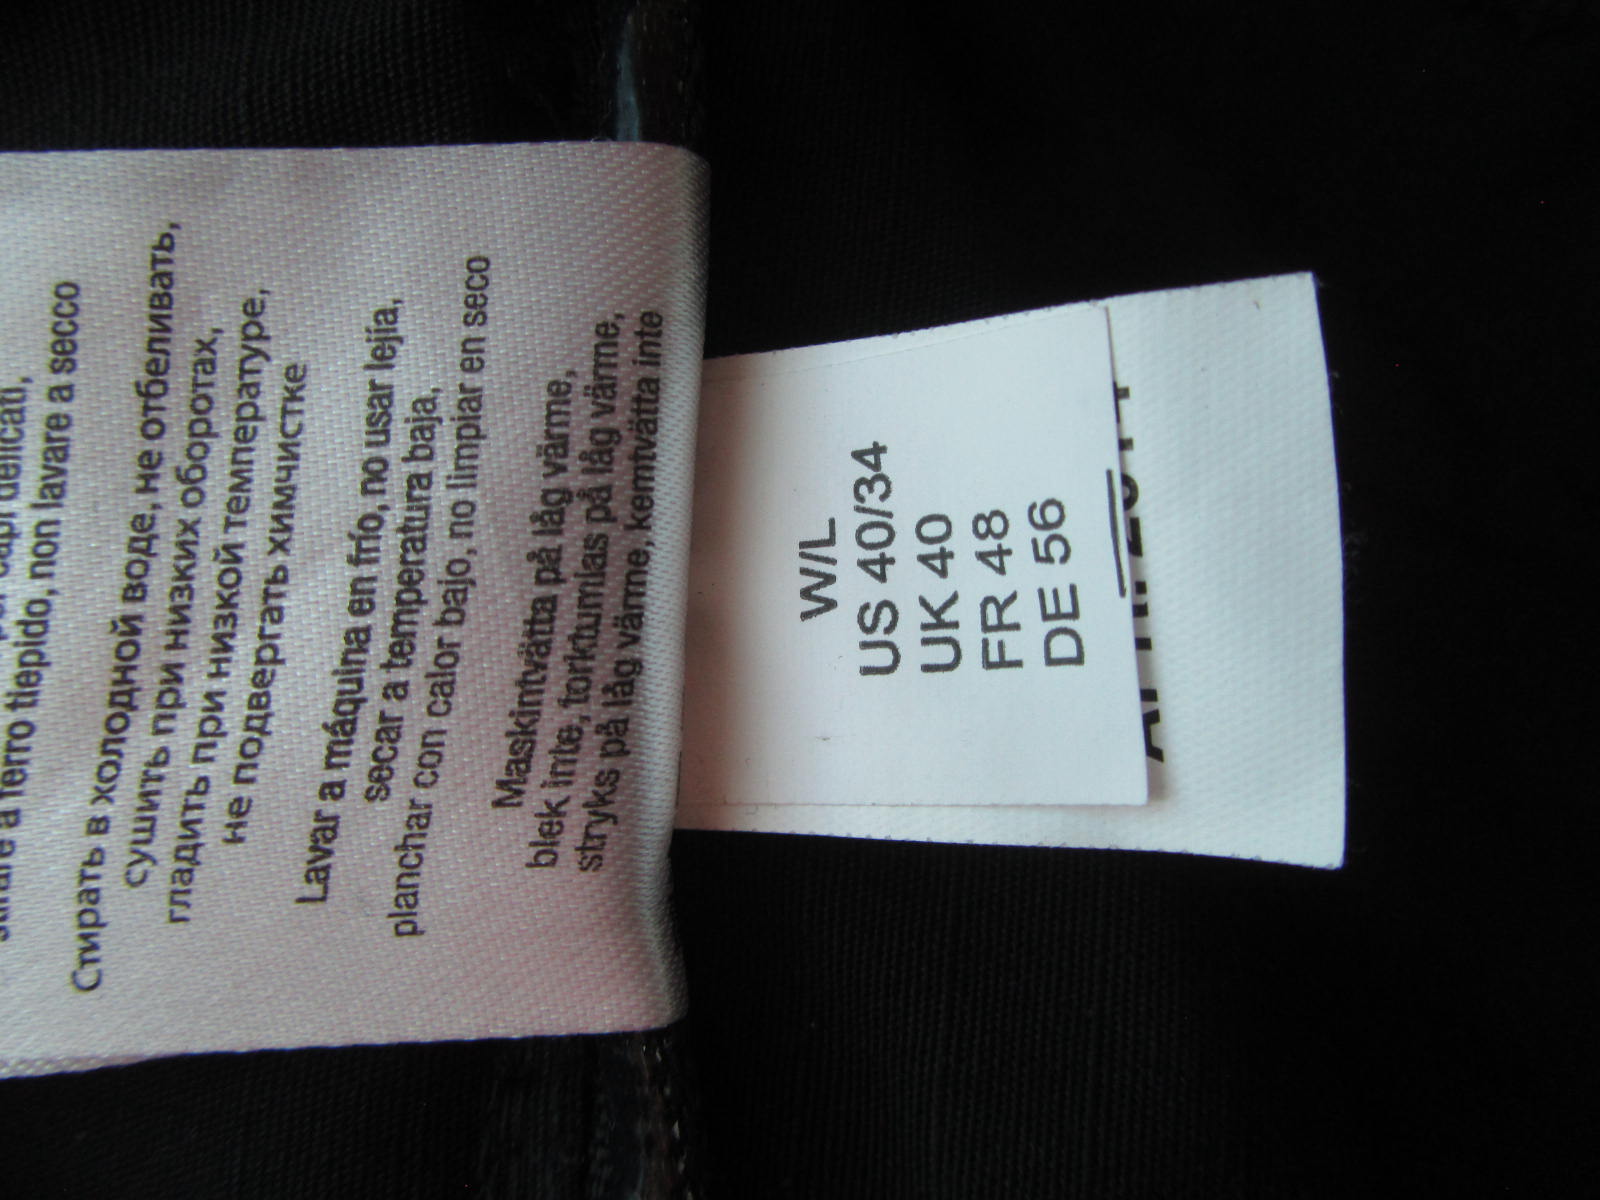 stirare a ferro tiepido, non lavare a secco
Стирать в холодной воде, не отбеливать,
сушить при низких оборотах,
гладить при низкой температуре,
не подвергать химчистке
Lavar a máquina en frío, no usar lejía,
secar a temperatura baja,
planchar con calor bajo, no limpiar en seco
Maskintvätta på låg värme,
blek inte, torktumlas på låg värme,
stryks på låg värme, kemtvätta inte
W/L
US 40/34
UK 40
FR 48
DE 56